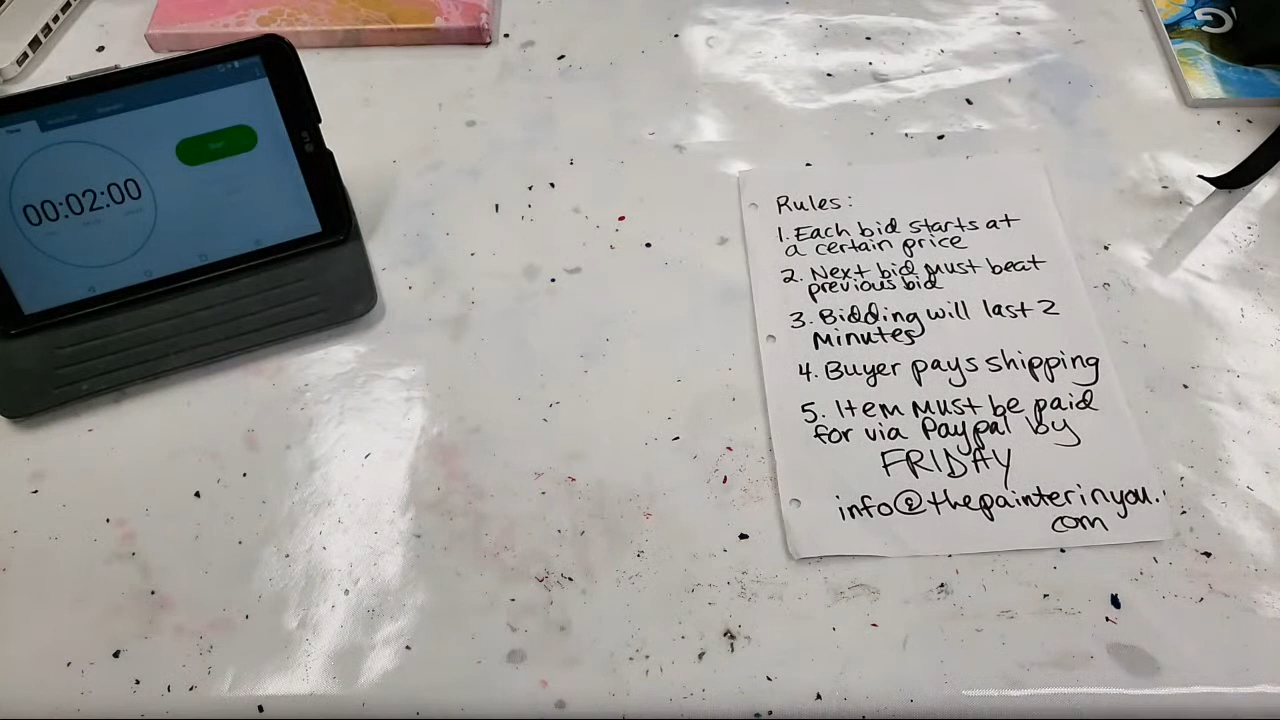 00:02:00
Start
LG
G
Rules:
1. Each bid starts at
a certain price
2. Next bid must beat
previous bid
3. Bidding will last 2
minutes
4. Buyer pays shipping
5. Item must be paid
for via Paypal by
FRIDAY
info@thepainterinyou.
com